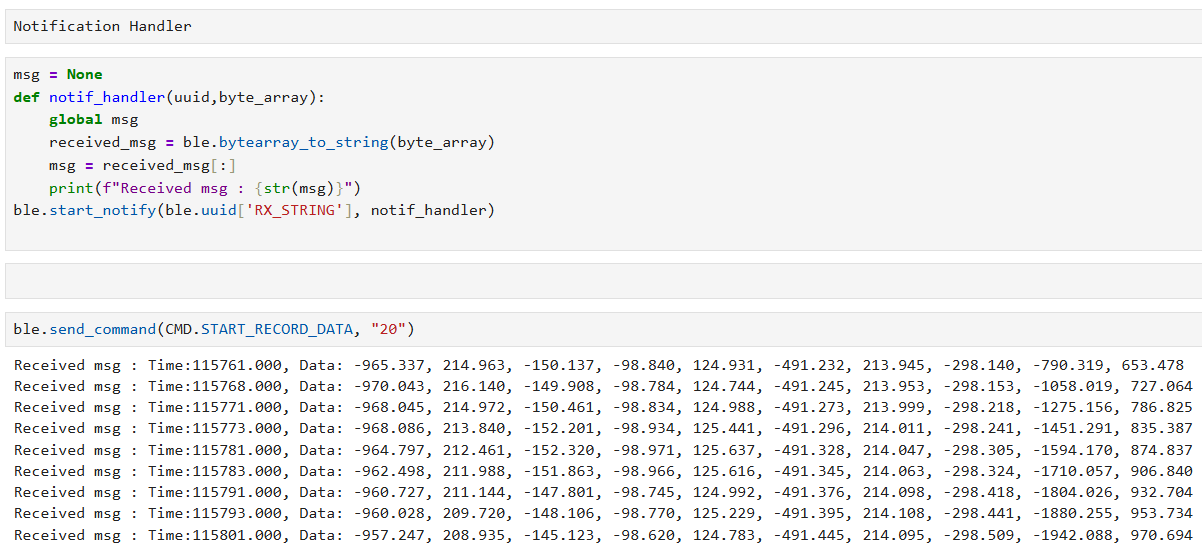 Notification Handler
msg = None
def notif_handler(uuid,byte_array):
    global msg
    received_msg = ble.bytearray_to_string(byte_array)
    msg = received_msg[:]
    print(f"Received msg : {str(msg)}")
ble.start_notify(ble.uuid['RX_STRING'], notif_handler)
ble.send_command(CMD.START_RECORD_DATA, "20")
Received msg : Time:115761.000, Data: -965.337, 214.963, -150.137, -98.840, 124.931, -491.232, 213.945, -298.140, -790.319, 653.478
Received msg : Time:115768.000, Data: -970.043, 216.140, -149.908, -98.784, 124.744, -491.245, 213.953, -298.153, -1058.019, 727.064
Received msg : Time:115771.000, Data: -968.045, 214.972, -150.461, -98.834, 124.988, -491.273, 213.999, -298.218, -1275.156, 786.825
Received msg : Time:115773.000, Data: -968.086, 213.840, -152.201, -98.934, 125.441, -491.296, 214.011, -298.241, -1451.291, 835.387
Received msg : Time:115781.000, Data: -964.797, 212.461, -152.320, -98.971, 125.637, -491.328, 214.047, -298.305, -1594.170, 874.837
Received msg : Time:115783.000, Data: -962.498, 211.988, -151.863, -98.966, 125.616, -491.345, 214.063, -298.324, -1710.057, 906.840
Received msg : Time:115791.000, Data: -960.727, 211.144, -147.801, -98.745, 124.992, -491.376, 214.098, -298.418, -1804.026, 932.704
Received msg : Time:115793.000, Data: -960.028, 209.720, -148.106, -98.770, 125.229, -491.395, 214.108, -298.441, -1880.255, 953.734
Received msg : Time:115801.000, Data: -957.247, 208.935, -145.123, -98.620, 124.783, -491.445, 214.095, -298.509, -1942.088, 970.694